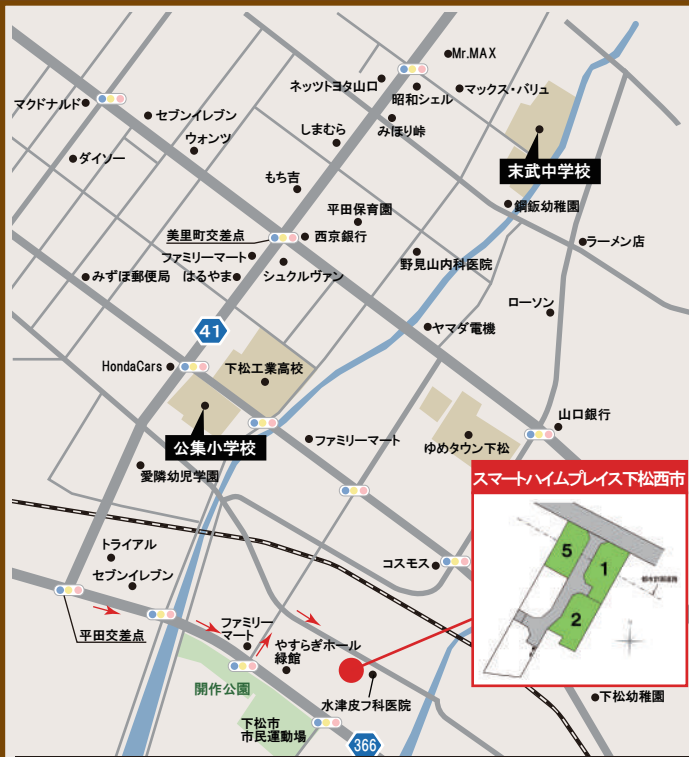 Mr.MAX
ネッツトヨタ山口
昭和シェル
マックス・バリュ
マクドナルド
セブンイレブン
ウォンツ
しまむら
みほり峠
ダイソー
末武中学校
もち吉
平田保育園
鋼鈑幼稚園
美里町交差点
西京銀行
ラーメン店
ファミリーマート
シュクルヴァン
野見山内科医院
みずほ郵便局
はるやま
ローソン
41
ヤマダ電機
HondaCars
下松工業高校
公集小学校
ファミリーマート
ゆめタウン下松
山口銀行
愛隣幼児学園
スマートハイムプレイス下松西市
5
1
2
トライアル
コスモス
セブンイレブン
平田交差点
ファミリー
マート
やすらぎホール
緑館
開作公園
水津皮フ科医院
下松幼稚園
下松市
市民運動場
366